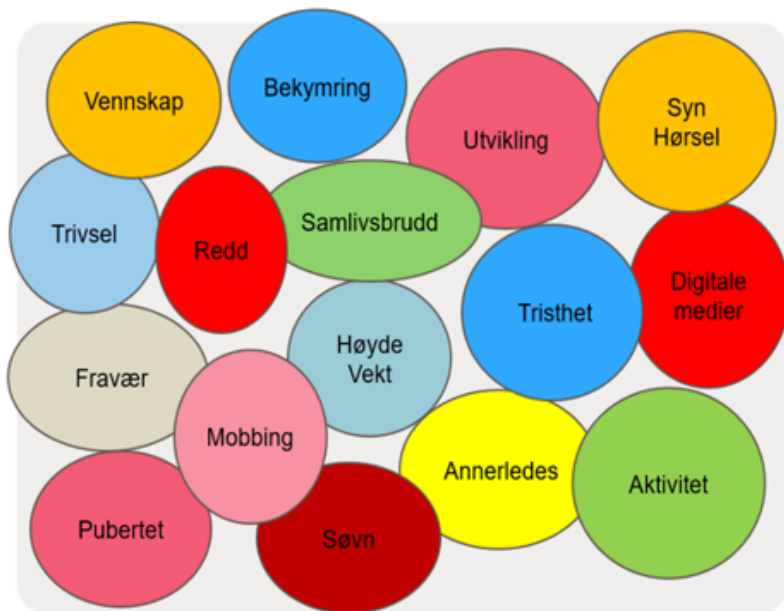 Vennskap
Bekymring
Utvikling
Syn
Hørsel
Trivsel
Redd
Samlivsbrudd
Tristhet
Digitale
medier
Fravær
Høyde
Vekt
Mobbing
Annerledes
Aktivitet
Pubertet
Søvn